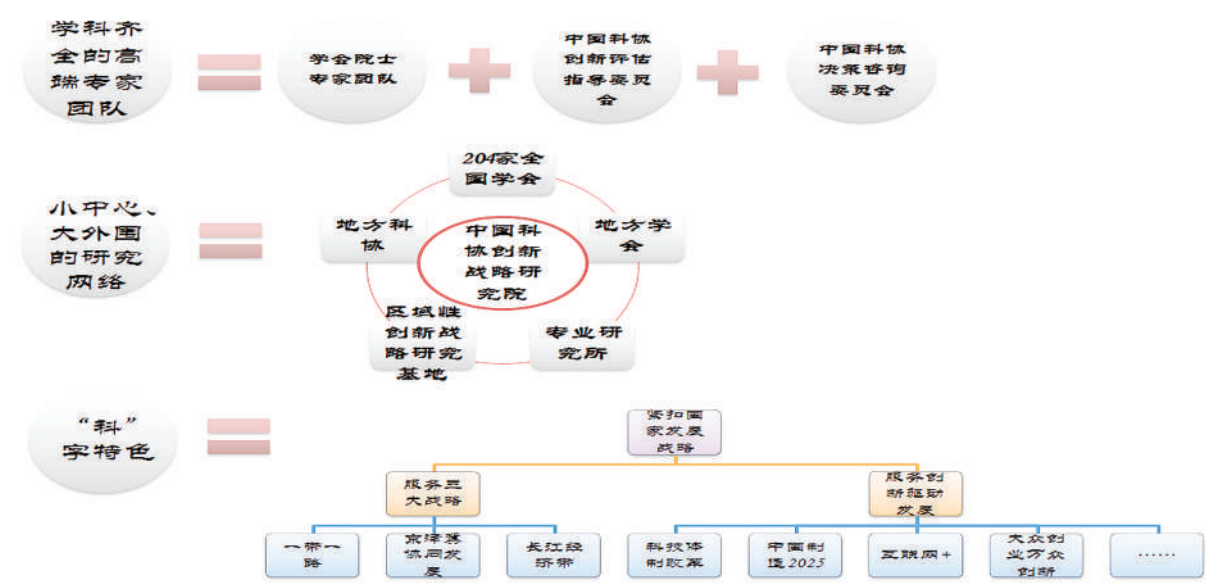 学科齐
全的高
端专家
团队
学会院士
专家团队
中国科协
创新评估
指导委员
会
中国科协
决策咨询
委员会
小中心、
大外围
的研究
网络
204家全
国学会
地方科
协
地方学
会
中国科
协创新
战略研
究院
区域性
创新战
略研究
基地
专业研
究所
“科”
字特色
紧扣国
家发展
战略
服务三
大战略
服务创
新驱动
发展
一带一
路
京津冀
协同发
展
长江经
济带
科技体
制改革
中国制
造2025
互联网+
大众创
业万众
创新
……